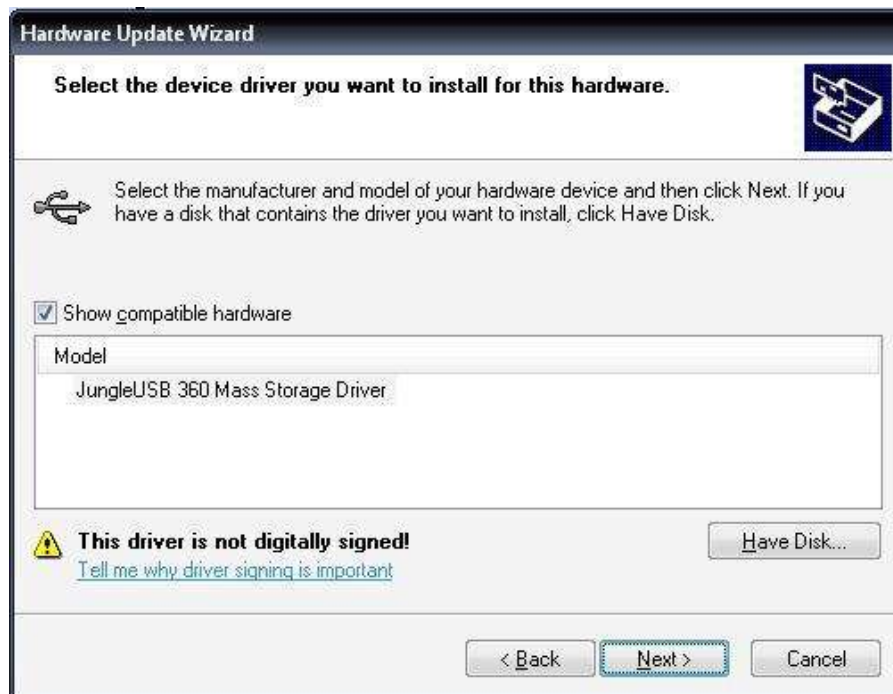 Hardware Update Wizard
Select the device driver you want to install for this hardware.
Select the manufacturer and model of your hardware device and then click Next. If you
have a disk that contains the driver you want to install, click Have Disk.
Show compatible hardware
Model
JungleUSB 360 Mass Storage Driver
This driver is not digitally signed!
Have Disk...
Tell me why driver signing is important
< Back
Next >
Cancel